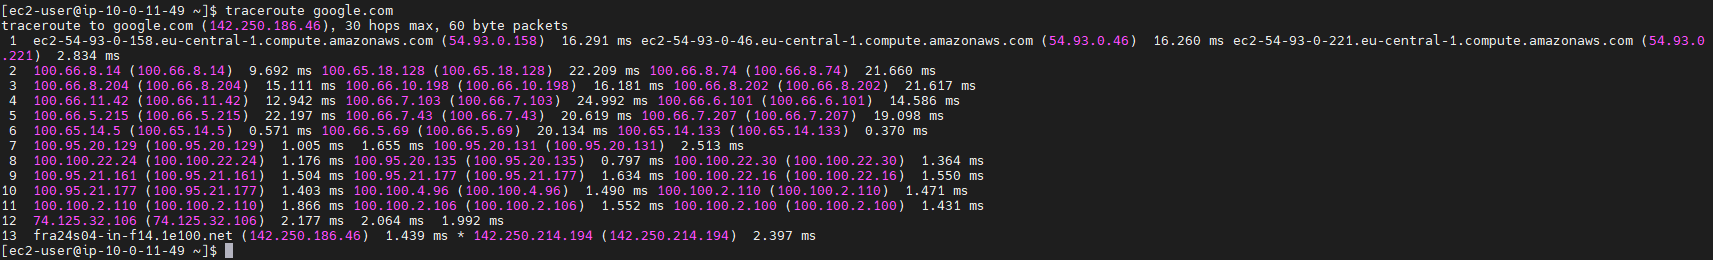 [ec2-user@ip-10-0-11-49 ~]$ traceroute google.com
traceroute to google.com (142.250.186.46), 30 hops max, 60 byte packets
 1  ec2-54-93-0-158.eu-central-1.compute.amazonaws.com (54.93.0.158)  16.291 ms ec2-54-93-0-46.eu-central-1.compute.amazonaws.com (54.93.0.46)  16.260 ms ec2-54-93-0-221.eu-central-1.compute.amazonaws.com (54.93.0
.221)  2.834 ms
 2  100.66.8.14 (100.66.8.14)  9.692 ms 100.65.18.128 (100.65.18.128)  22.209 ms 100.66.8.74 (100.66.8.74)  21.660 ms
 3  100.66.8.204 (100.66.8.204)  15.111 ms 100.66.10.198 (100.66.10.198)  16.181 ms 100.66.8.202 (100.66.8.202)  21.617 ms
 4  100.66.11.42 (100.66.11.42)  12.942 ms 100.66.7.103 (100.66.7.103)  24.992 ms 100.66.6.101 (100.66.6.101)  14.586 ms
 5  100.66.5.215 (100.66.5.215)  22.197 ms 100.66.7.43 (100.66.7.43)  20.619 ms 100.66.7.207 (100.66.7.207)  19.098 ms
 6  100.65.14.5 (100.65.14.5)  0.571 ms 100.66.5.69 (100.66.5.69)  20.134 ms 100.65.14.133 (100.65.14.133)  0.370 ms
 7  100.95.20.129 (100.95.20.129)  1.005 ms  1.655 ms 100.95.20.131 (100.95.20.131)  2.513 ms
 8  100.100.22.24 (100.100.22.24)  1.176 ms 100.95.20.135 (100.95.20.135)  0.797 ms 100.100.22.30 (100.100.22.30)  1.364 ms
 9  100.95.21.161 (100.95.21.161)  1.504 ms 100.95.21.177 (100.95.21.177)  1.634 ms 100.100.22.16 (100.100.22.16)  1.550 ms
10  100.95.21.177 (100.95.21.177)  1.403 ms 100.100.4.96 (100.100.4.96)  1.490 ms 100.100.2.110 (100.100.2.110)  1.471 ms
11  100.100.2.110 (100.100.2.110)  1.866 ms 100.100.2.106 (100.100.2.106)  1.552 ms 100.100.2.100 (100.100.2.100)  1.431 ms
12  74.125.32.106 (74.125.32.106)  2.177 ms  2.064 ms  1.992 ms
13  fra24s04-in-f14.1e100.net (142.250.186.46)  1.439 ms * 142.250.214.194 (142.250.214.194)  2.397 ms
[ec2-user@ip-10-0-11-49 ~]$